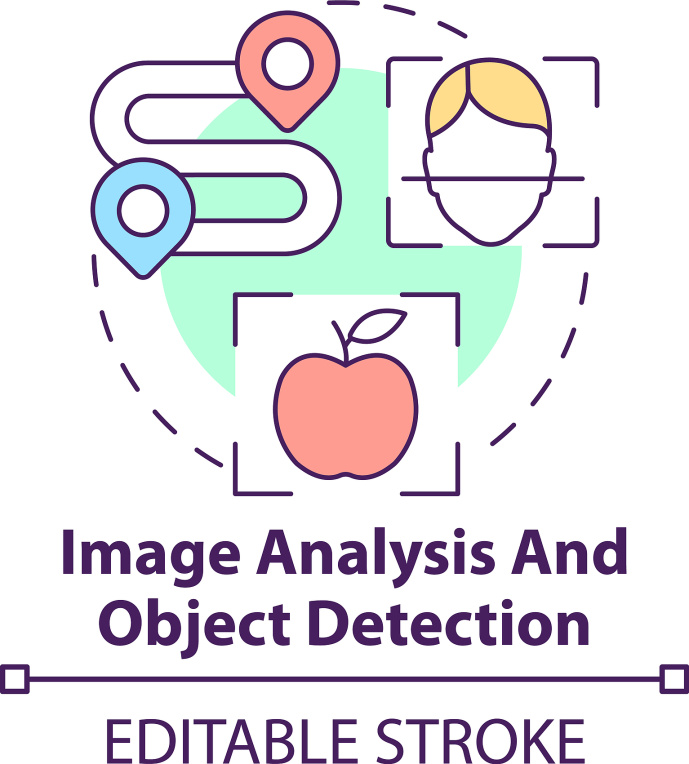 Image Analysis And
Object Detection
EDITABLE STROKE